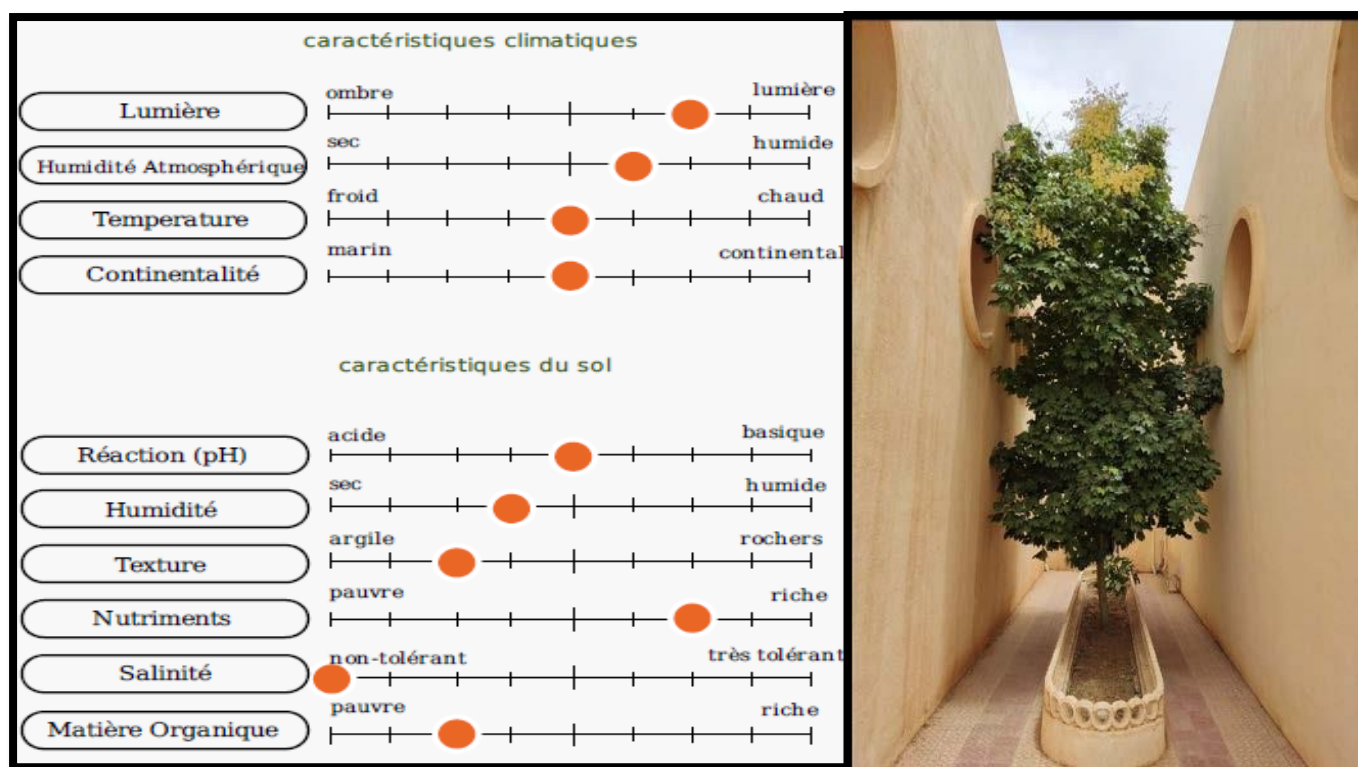 caractéristiques climatiques
Lumière
ombre
lumière
Humidité Atmosphérique
sec
humide
Temperature
froid
chaud
Continentalité
marin
continental
caractéristiques du sol
Réaction (pH)
acide
basique
Humidité
sec
humide
Texture
argile
rochers
Nutriments
pauvre
riche
Salinité
non-tolérant
très tolérant
Matière Organique
pauvre
riche